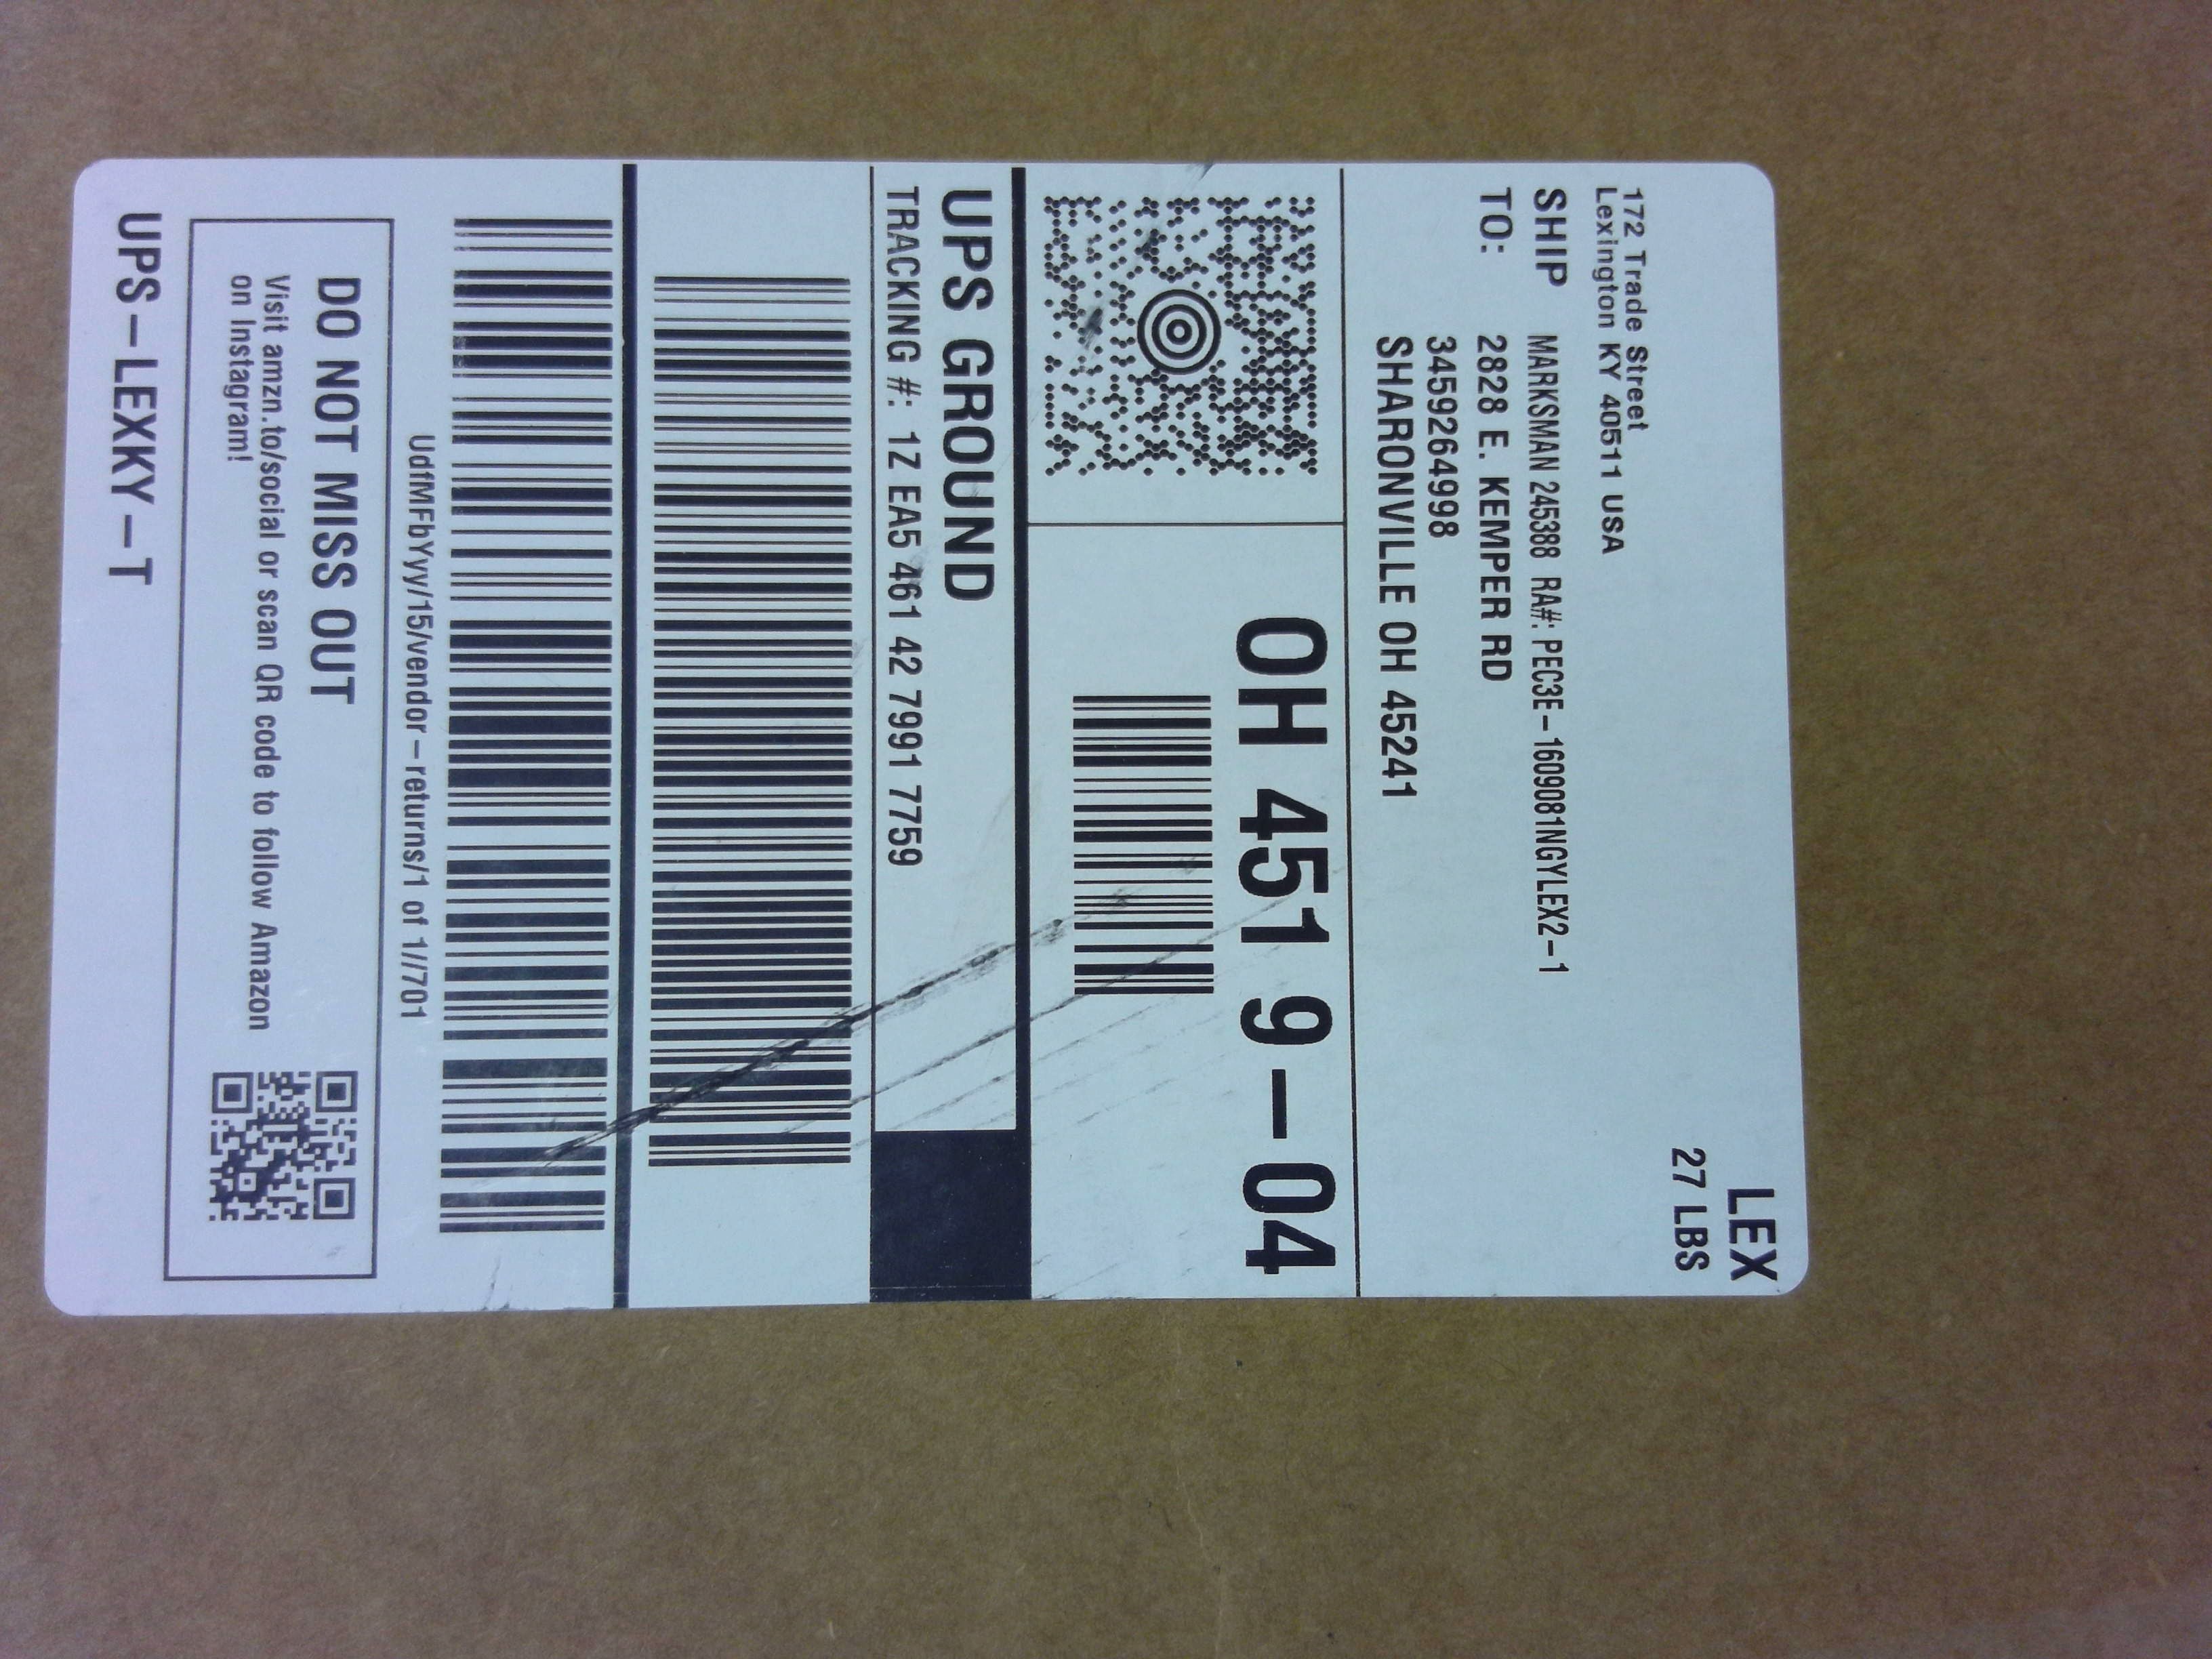 LEX
27 LBS
172 Trade Street
Lexington KY 40511 USA
SHIP
TO:
MARKSMAN 245388 RA#: PEC3E-160908​1NGYLEX2-1
2828 E. KEMPER RD
3459264998
SHARONVILLE OH 45241
OH 451 9-04
UPS GROUND
TRACKING #: 1Z EA5 461 42 7991 7759
UdfMFbYyy/15/vendor-returns/1 of 1//701
DO NOT MISS OUT
Visit amzn.to/social or scan QR code to follow Amazon
on Instagram!
UPS-LEXKY-T